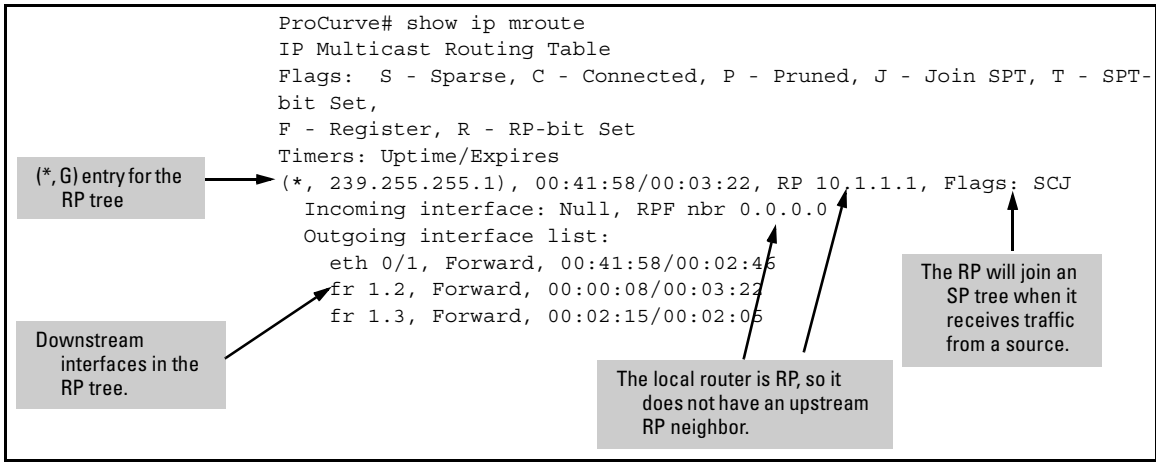 ProCurve# show ip mroute
IP Multicast Routing Table
Flags: S - Sparse, C - Connected, P - Pruned, J - Join SPT, T - SPT-
bit Set,
F - Register, R - RP-bit Set
Timers: Uptime/Expires
(*, 239.255.255.1), 00:41:58/00:03:22, RP 10.1.1.1, Flags: SCJ
Incoming interface: Null, RPF nbr 0.0.0.0
Outgoing interface list:
eth 0/1, Forward, 00:41:58/00:02:46
fr 1.2, Forward, 00:00:08/00:03:22
fr 1.3, Forward, 00:02:15/00:02:05
(*, G) entry for the
RP tree
Downstream
interfaces in the
RP tree.
The local router is RP, so it
does not have an upstream
RP neighbor.
The RP will join an
SP tree when it
receives traffic
from a source.